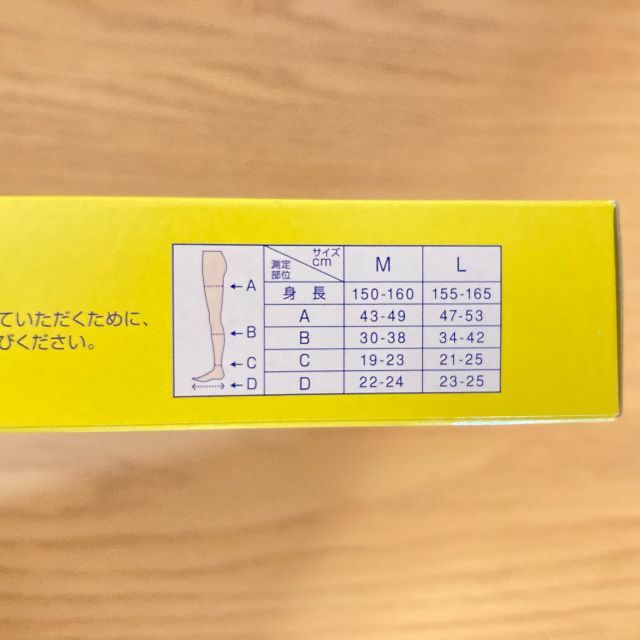 ていただくために、
びください。
サイズ
cm
測定
部位
M L
身長 150-160 155-165
A 43-49 47-53
B 30-38 34-42
C 19-23 21-25
D 22-24 23-25
←A
←B
←C
←D